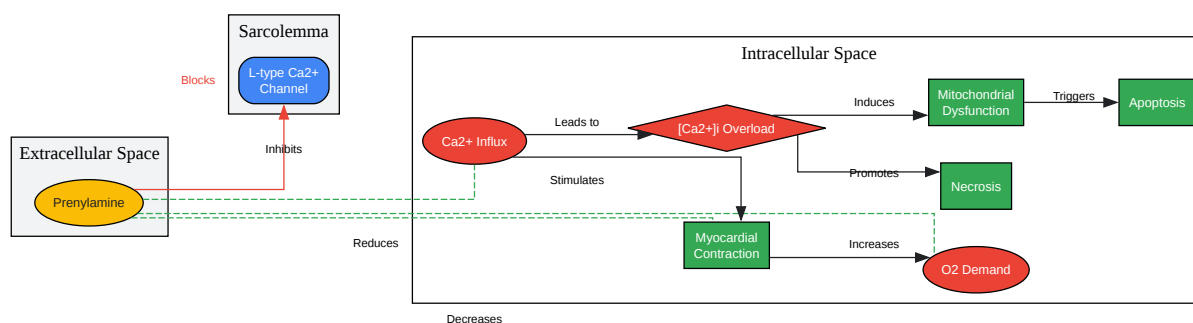 Sarcolemma
L-type Ca2+
Channel
Blocks
Inhibits
Extracellular Space
Prenylamine
Intracellular Space
Ca2+ Influx
Leads to
[Ca2+]i Overload
Induces
Mitochondrial
Dysfunction
Triggers
Apoptosis
Stimulates
Promotes
Necrosis
Reduces
Myocardial
Contraction
Increases
O2 Demand
Decreases